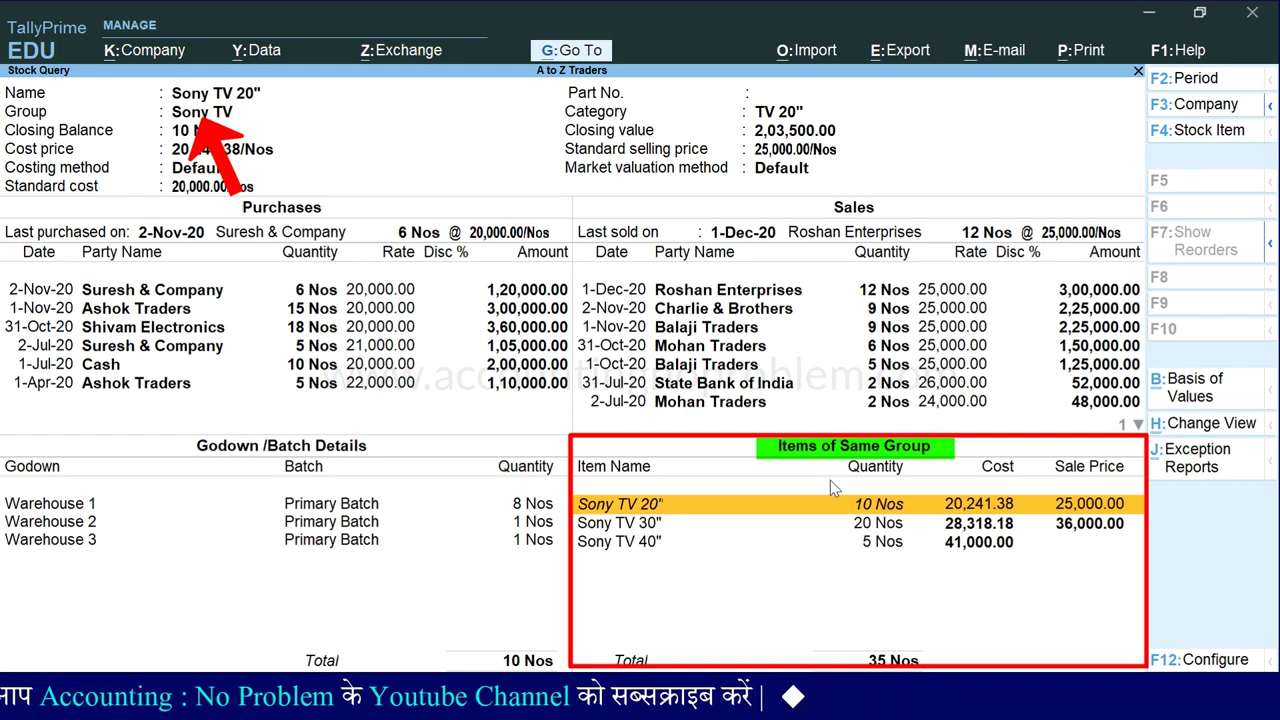 TallyPrime MANAGE
EDU K:Company Y:Data Z:Exchange G:Go To O:Import E:Export M:E-mail P:Print F1:Help
Stock Query A to Z Traders
Name : Sony TV 20" Part No. :
Group : Sony TV Category : TV 20"
Closing Balance : 10 Closing value : 2,03,500.00
Cost price : Standard selling price : 25,000.00/Nos
Costing method : Default Market valuation method : Default
Standard cost : 20,000.00/Nos
Purchases Sales
Last purchased on: 2-Nov-20 Suresh & Company 6 Nos @ 20,000.00/Nos Last sold on : 1-Dec-20 Roshan Enterprises 12 Nos @ 25,000.00/Nos
Date Party Name Quantity Rate Disc % Amount Date Party Name Quantity Rate Disc % Amount
2-Nov-20 Suresh & Company 6 Nos 20,000.00 1,20,000.00 1-Dec-20 Roshan Enterprises 12 Nos 25,000.00 3,00,000.00
1-Nov-20 Ashok Traders 15 Nos 20,000.00 3,00,000.00 2-Nov-20 Charlie & Brothers 9 Nos 25,000.00 2,25,000.00
31-Oct-20 Shivam Electronics 18 Nos 20,000.00 3,60,000.00 1-Nov-20 Balaji Traders 9 Nos 25,000.00 2,25,000.00
2-Jul-20 Suresh & Company 5 Nos 21,000.00 1,05,000.00 31-Oct-20 Mohan Traders 6 Nos 25,000.00 1,50,000.00
1-Jul-20 Cash 10 Nos 20,000.00 2,00,000.00 1-Oct-20 Balaji Traders 5 Nos 25,000.00 1,25,000.00
1-Apr-20 Ashok Traders 5 Nos 22,000.00 1,10,000.00 31-Jul-20 State Bank of India 2 Nos 26,000.00 52,000.00
2-Jul-20 Mohan Traders 2 Nos 24,000.00 48,000.00
1
Godown /Batch Details Items of Same Group
Godown Batch Quantity Item Name Quantity Cost Sale Price
Warehouse 1 Primary Batch 8 Nos Sony TV 20" 10 Nos 20,241.38 25,000.00
Warehouse 2 Primary Batch 1 Nos Sony TV 30" 20 Nos 28,318.18 36,000.00
Warehouse 3 Primary Batch 1 Nos Sony TV 40" 5 Nos 41,000.00
Total 10 Nos Total 35 Nos
F2:Period
F3:Company
F4:Stock Item
F5
F6
F7:Show
Reorders
F8
F9
F10
B:Basis of
Values
H:Change View
J:Exception
Reports
F12:Configure
Accounting : No Problem के Youtube Channel को सब्सक्राइब करें |